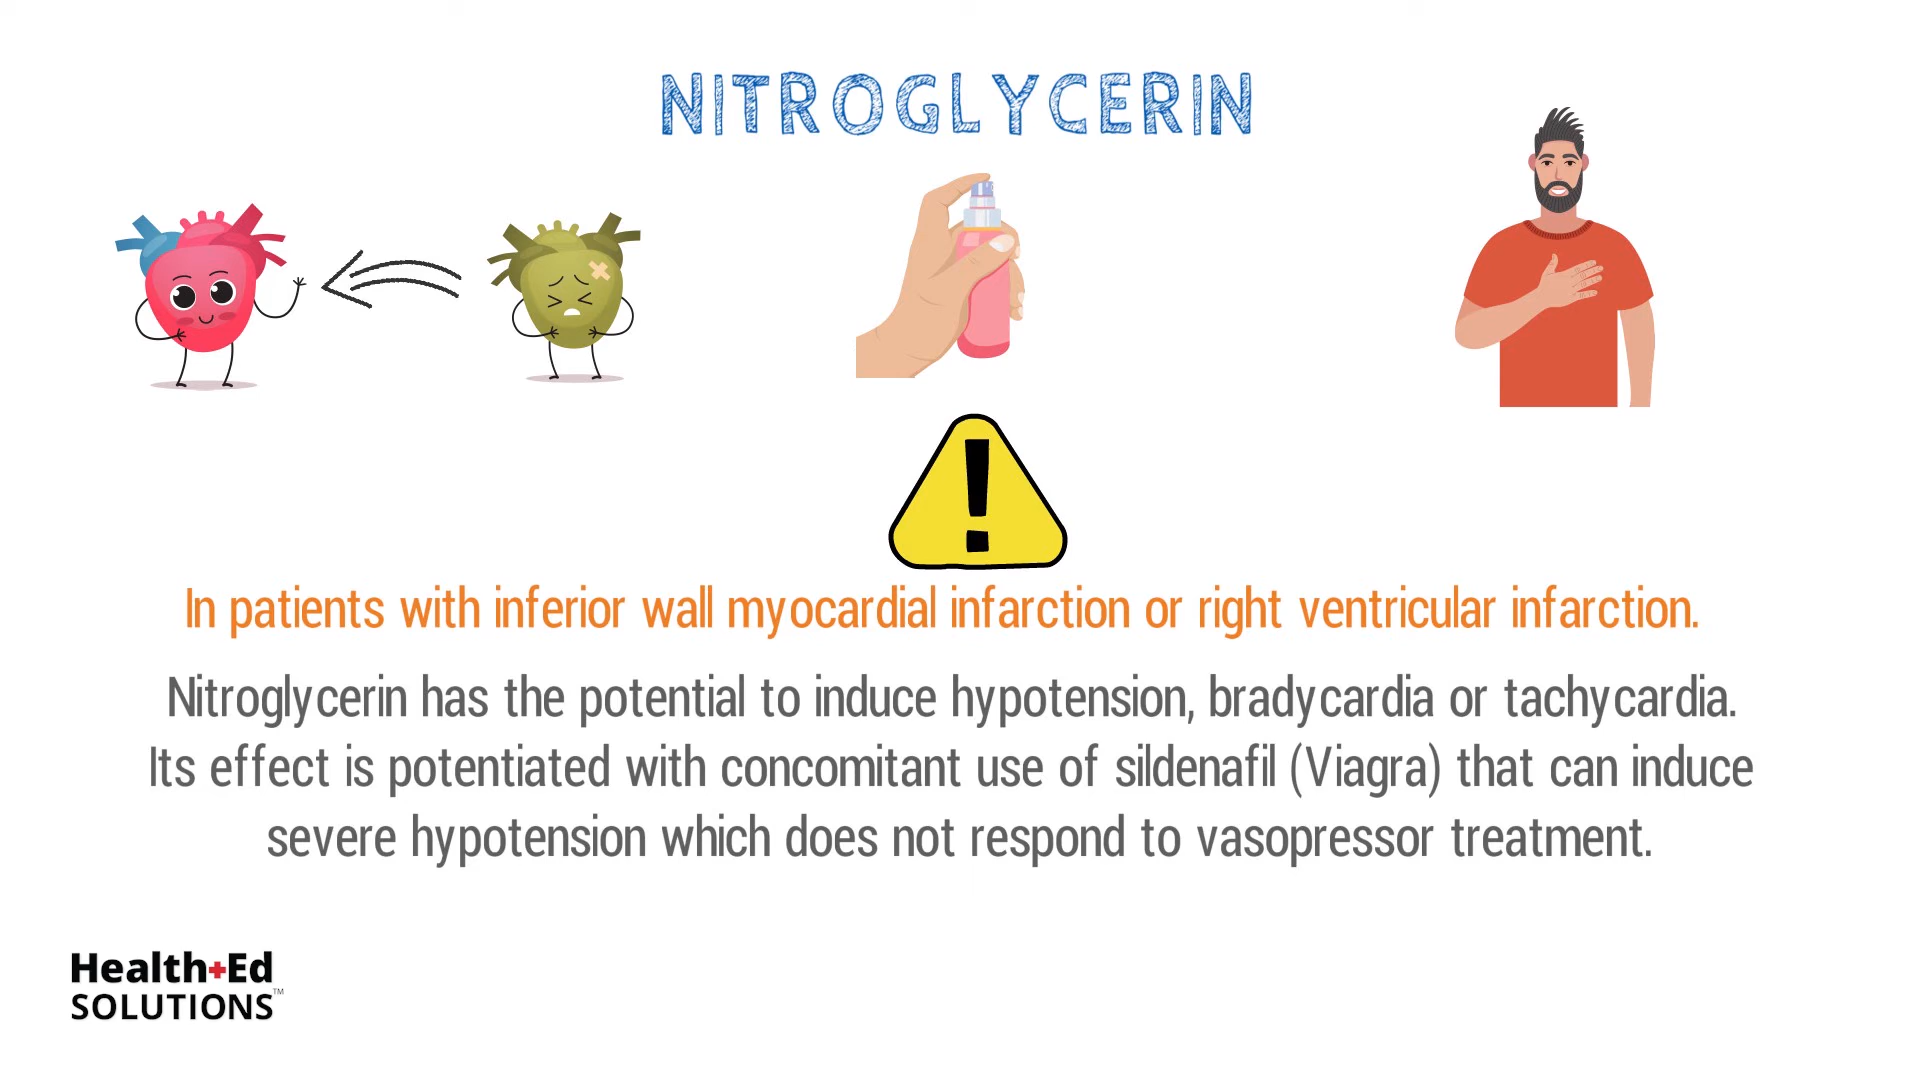 NITROGLYCERIN
In patients with inferior wall myocardial infarction or right ventricular infarction.
Nitroglycerin has the potential to induce hypotension, bradycardia or tachycardia.
Its effect is potentiated with concomitant use of sildenafil (Viagra) that can induce
severe hypotension which does not respond to vasopressor treatment.
Health+Ed
SOLUTIONS™